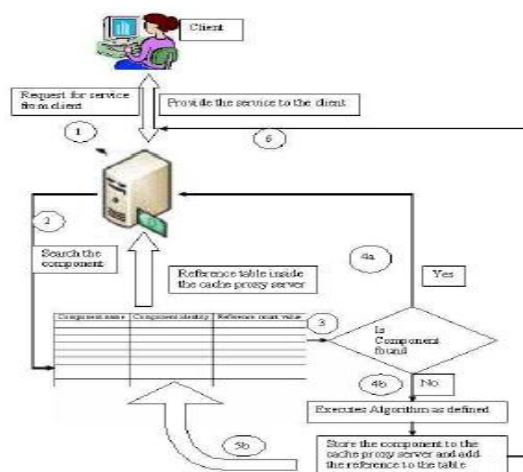 Client
Request for service
from client
Provide the service to the client
1
6
2
Search the
component
Reference table inside
the cache proxy server
4a
Yes
Component name Component identity Reference count value
3
Is
Component
found
4b
No
Executes Algorithm as defined
5b
Store the component to the
cache proxy server and add
the reference to the table